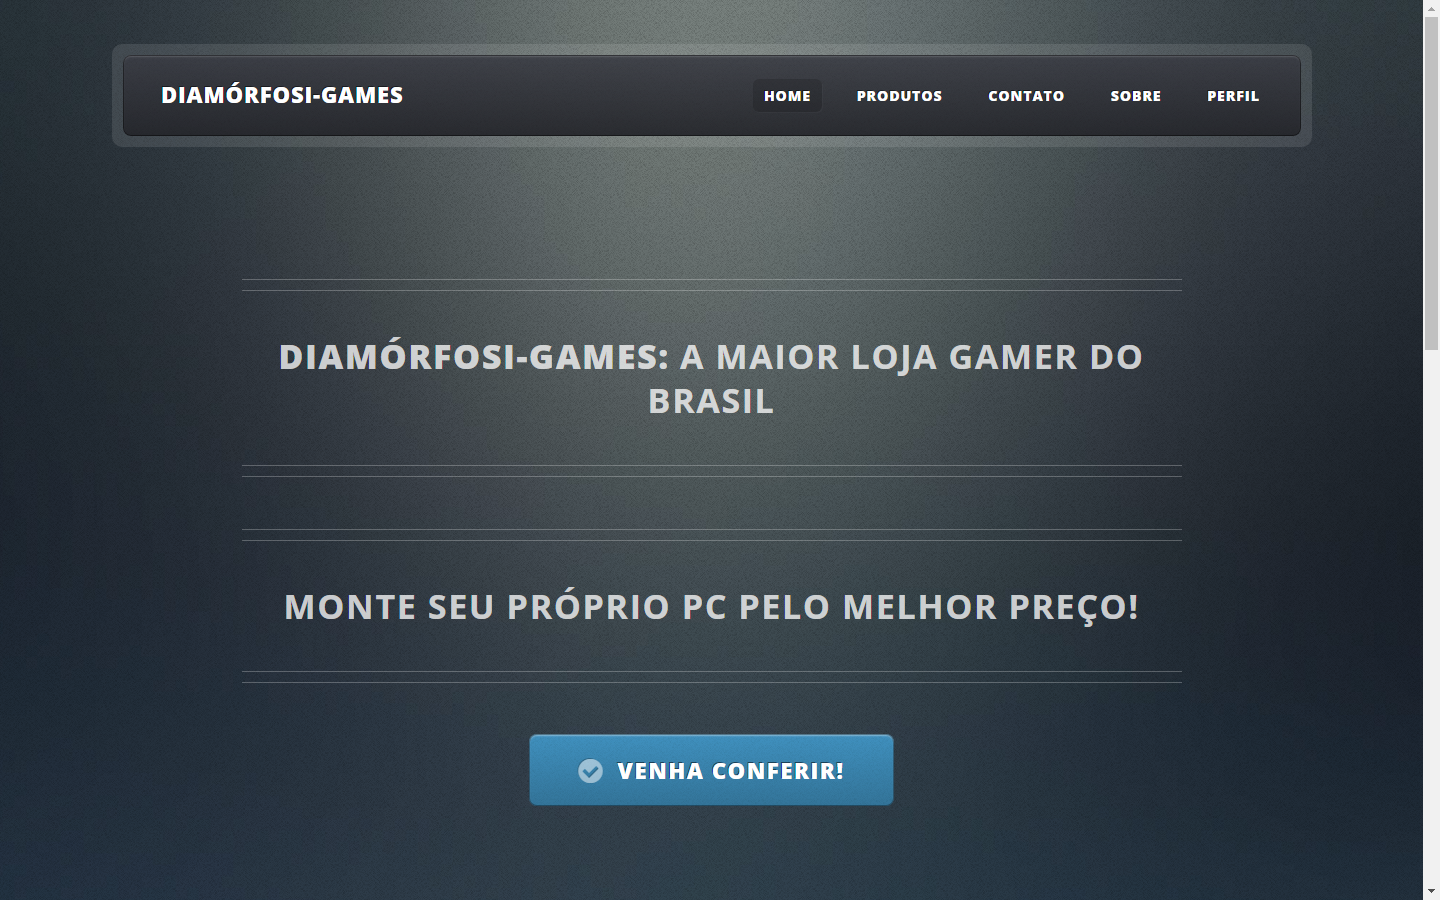 DIAMÓRFOSI-GAMES
HOME PRODUTOS CONTATO SOBRE PERFIL
DIAMÓRFOSI-GAMES: A MAIOR LOJA GAMER DO
BRASIL
MONTE SEU PRÓPRIO PC PELO MELHOR PREÇO!
VENHA CONFERIR!